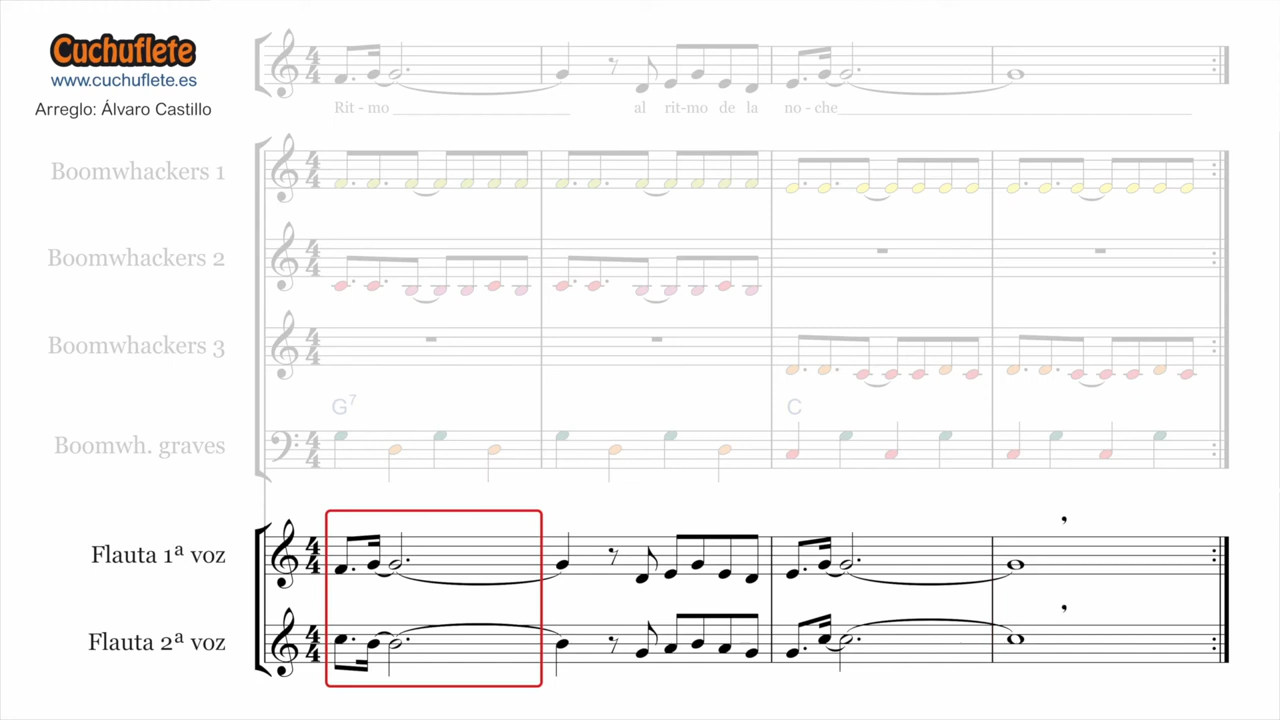 Cuchuflete
www.cuchuflete.es
Arreglo: Álvaro Castillo
Rit - mo al rit-mo de la no - che
Boomwhackers 1
Boomwhackers 2
Boomwhackers 3
G7 C
Boomwh. graves
Flauta 1ª voz
Flauta 2ª voz